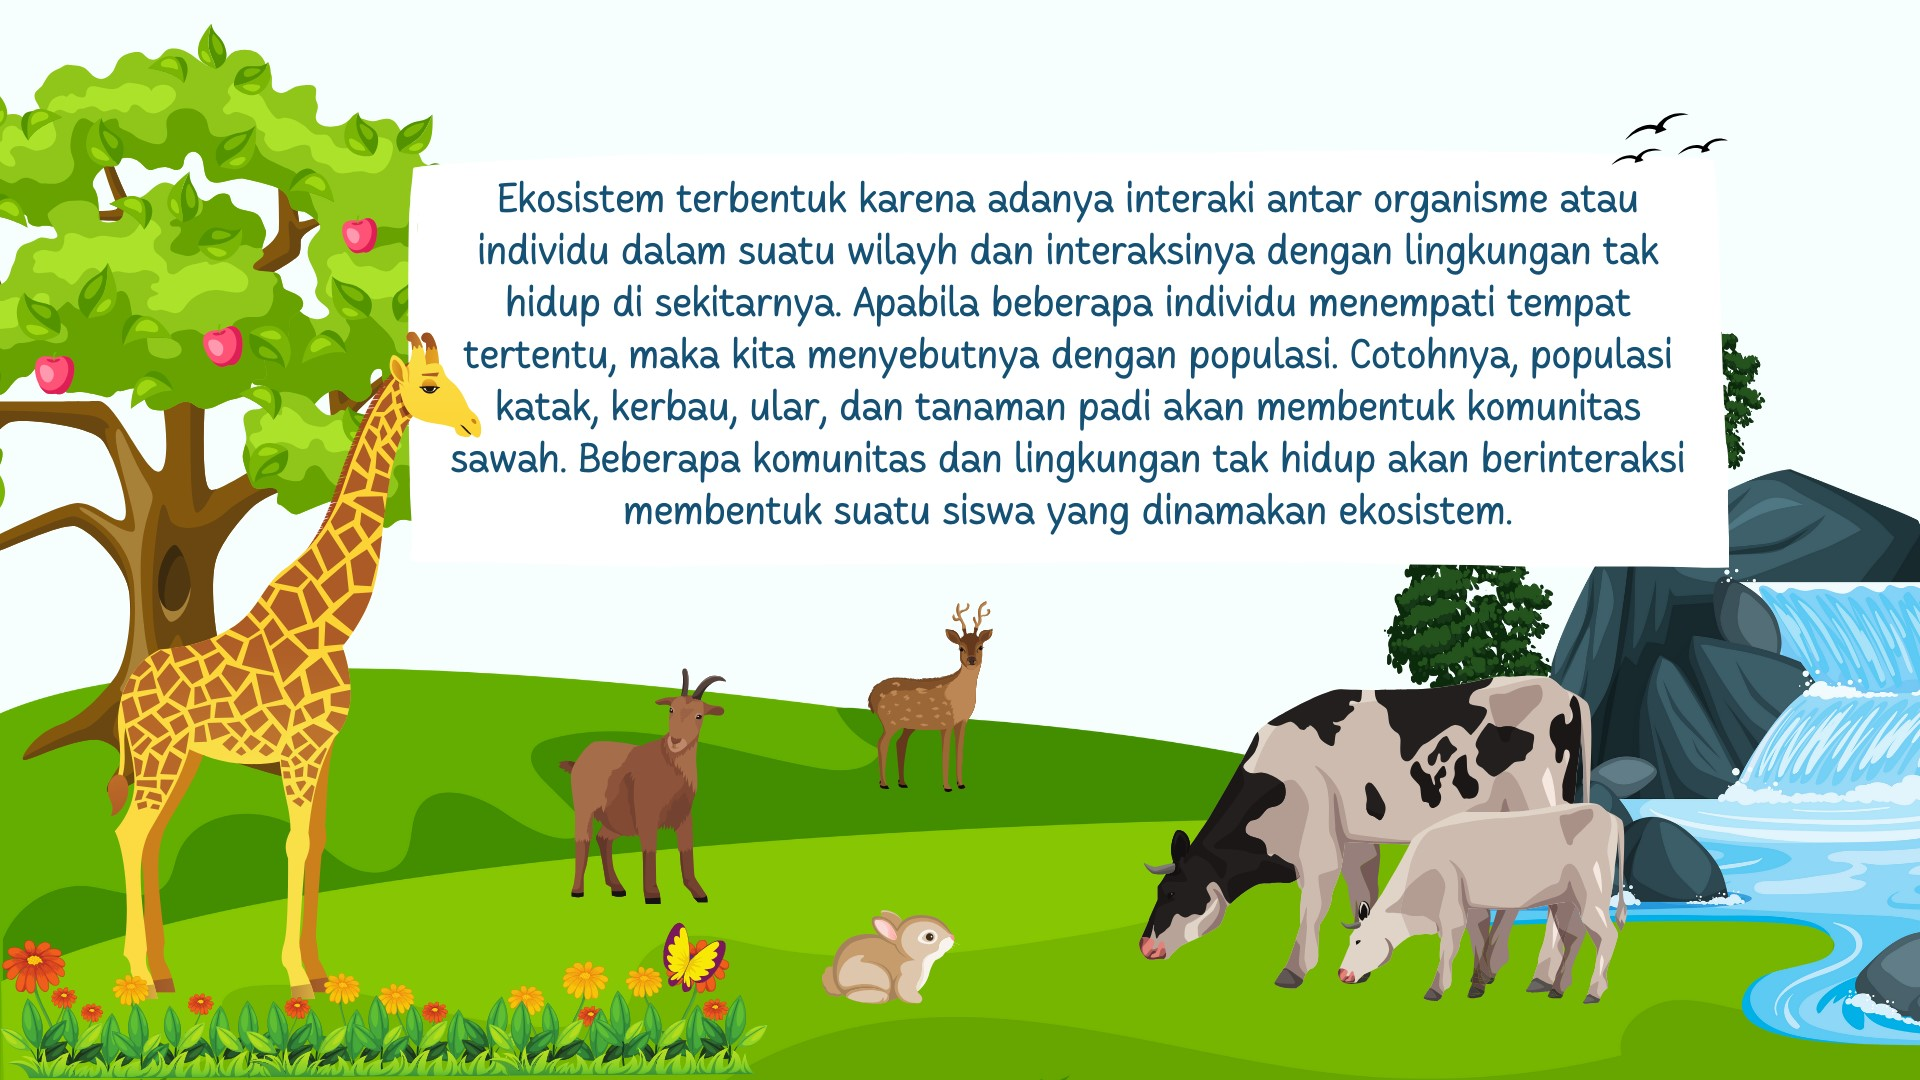 Ekosistem terbentuk karena adanya interaki antar organisme atau
individu dalam suatu wilayh dan interaksinya dengan lingkungan tak
hidup di sekitarnya. Apabila beberapa individu menempati tempat
tertentu, maka kita menyebutnya dengan populasi. Cotohnya, populasi
katak, kerbau, ular, dan tanaman padi akan membentuk komunitas
sawah. Beberapa komunitas dan lingkungan tak hidup akan berinteraksi
membentuk suatu siswa yang dinamakan ekosistem.